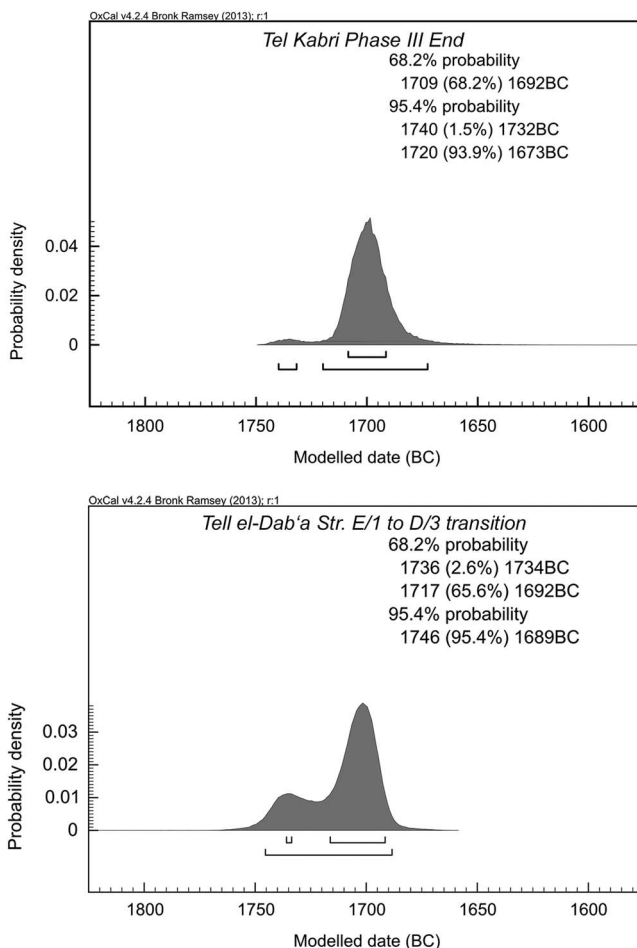 OxCal v4.2.4 Bronk Ramsey (2013); r:1
Tel Kabri Phase III End
68.2% probability
1709 (68.2%) 1692BC
95.4% probability
1740 (1.5%) 1732BC
1720 (93.9%) 1673BC
Probability density
0.04
0.02
0
1800 1750 1700 1650 1600
Modelled date (BC)
OxCal v4.2.4 Bronk Ramsey (2013); r:1
Tell el-Dab‘a Str. E/1 to D/3 transition
68.2% probability
1736 (2.6%) 1734BC
1717 (65.6%) 1692BC
95.4% probability
1746 (95.4%) 1689BC
Probability density
0.03
0.02
0.01
0
1800 1750 1700 1650 1600
Modelled date (BC)